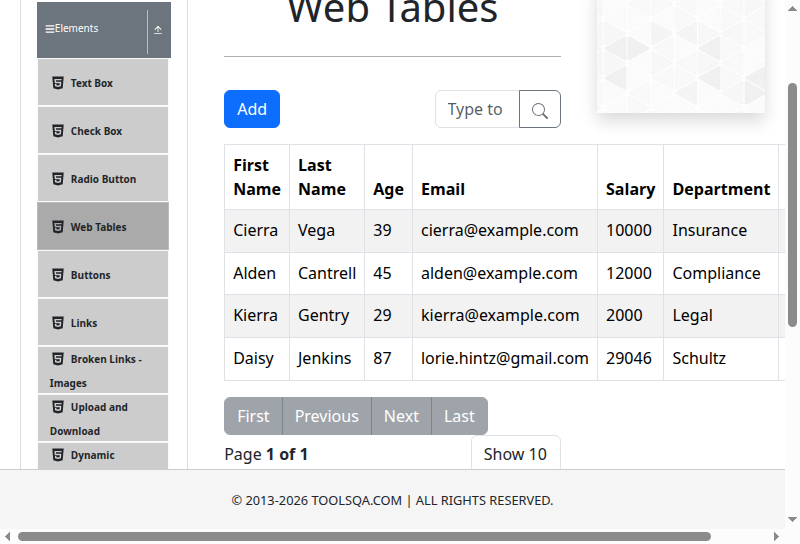 Web Tables
Elements
Text Box
Check Box
Radio Button
Web Tables
Buttons
Links
Broken Links -
Images
Upload and
Download
Dynamic
Add
Type to
First Name Last Name Age Email Salary Department
Cierra Vega 39 cierra@example.com 10000 Insurance
Alden Cantrell 45 alden@example.com 12000 Compliance
Kierra Gentry 29 kierra@example.com 2000 Legal
Daisy Jenkins 87 lorie.hintz@gmail.com 29046 Schultz
First Previous Next Last
Page 1 of 1 Show 10
© 2013-2026 TOOLSQA.COM | ALL RIGHTS RESERVED.